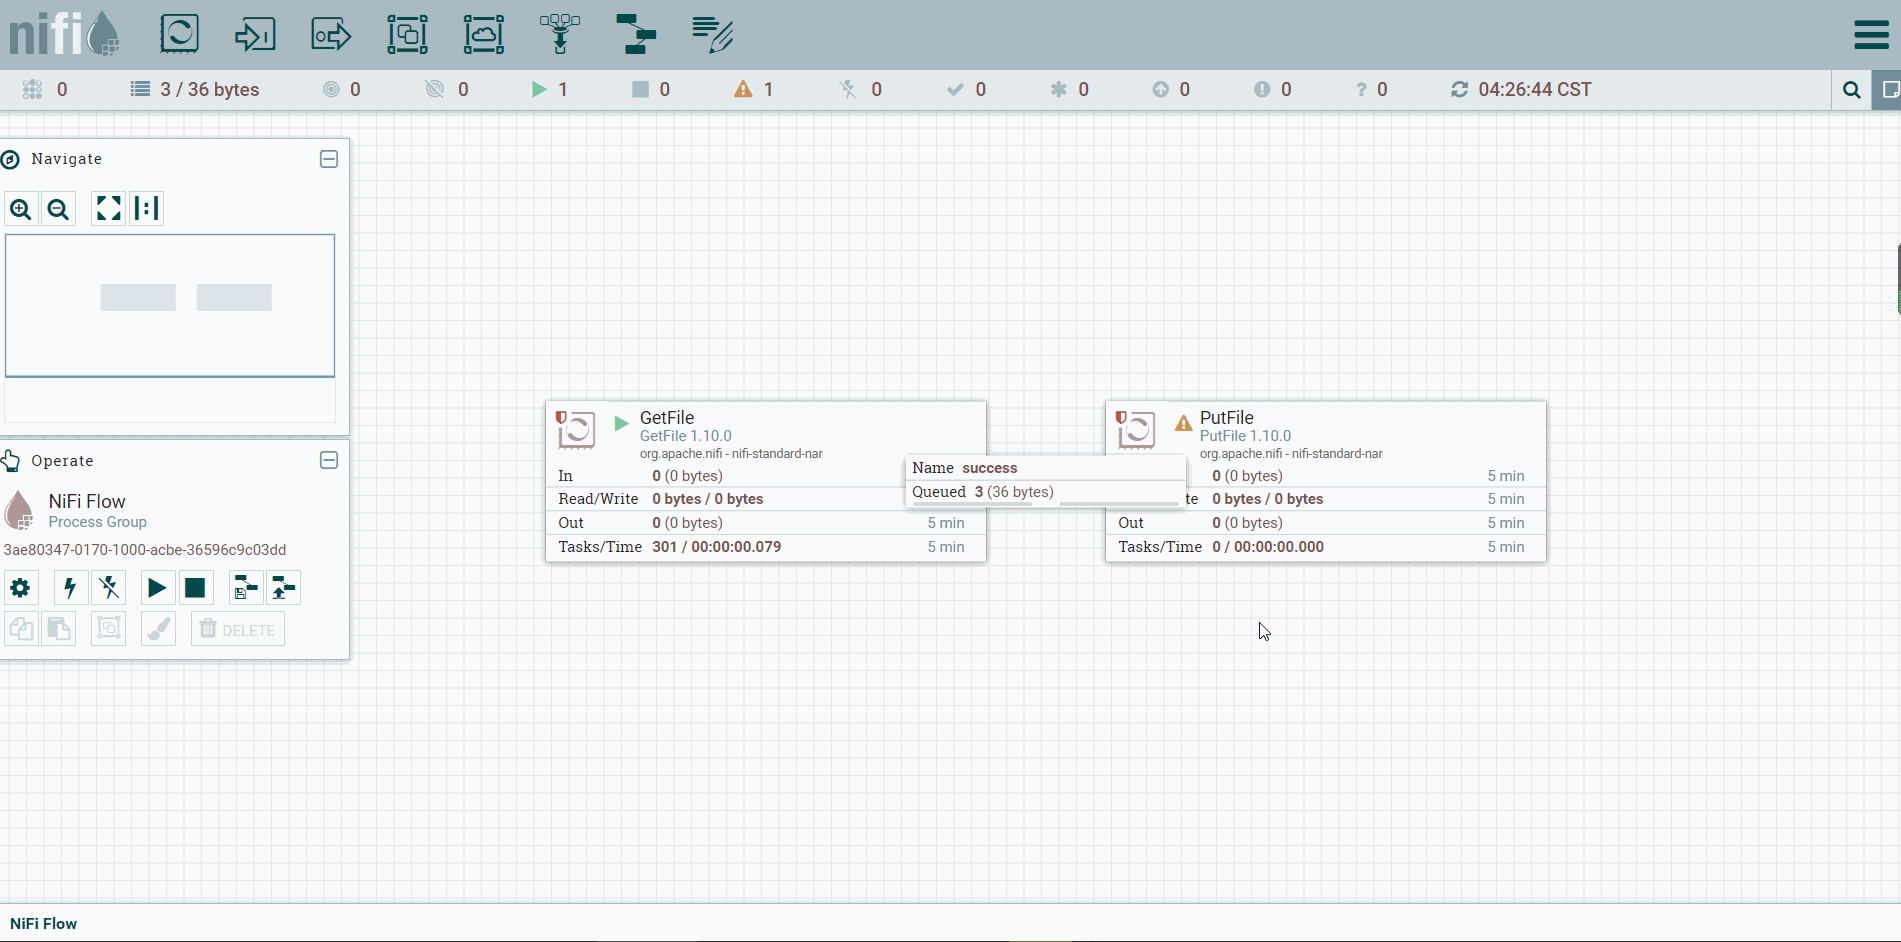 nifi
0 3 / 36 bytes 0 0 1 0 1 0 0 0 0 0 ? 0 04:26:44 CST
Navigate
Operate
NiFi Flow
Process Group
3ae80347-0170-1000-acbe-36596c9c03dd
DELETE
GetFile
GetFile 1.10.0
org.apache.nifi - nifi-standard-nar
In 0 (0 bytes)
Read/Write 0 bytes / 0 bytes
Out 0 (0 bytes) 5 min
Tasks/Time 301 / 00:00:00.079 5 min
Name success
Queued 3 (36 bytes)
PutFile
PutFile 1.10.0
org.apache.nifi - nifi-standard-nar
0 (0 bytes) 5 min
te 0 bytes / 0 bytes 5 min
Out 0 (0 bytes) 5 min
Tasks/Time 0 / 00:00:00.000 5 min
NiFi Flow